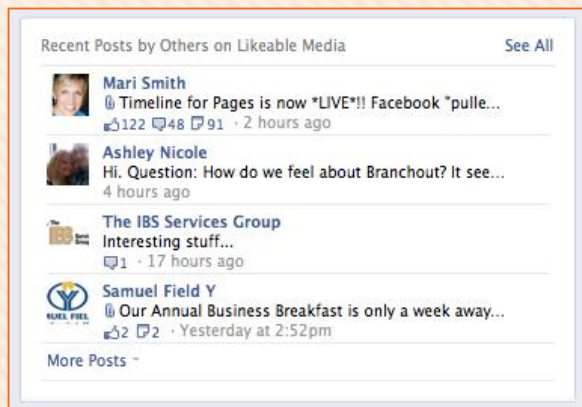 Recent Posts by Others on Likeable Media See All
Mari Smith
Timeline for Pages is now *LIVE*!! Facebook "pulle...
122 48 91 · 2 hours ago
Ashley Nicole
Hi. Question: How do we feel about Branchout? It see...
4 hours ago
The IBS Services Group
The
IBS
Interesting stuff...
1 · 17 hours ago
Samuel Field Y
Our Annual Business Breakfast is only a week away...
2 2 · Yesterday at 2:52pm
More Posts